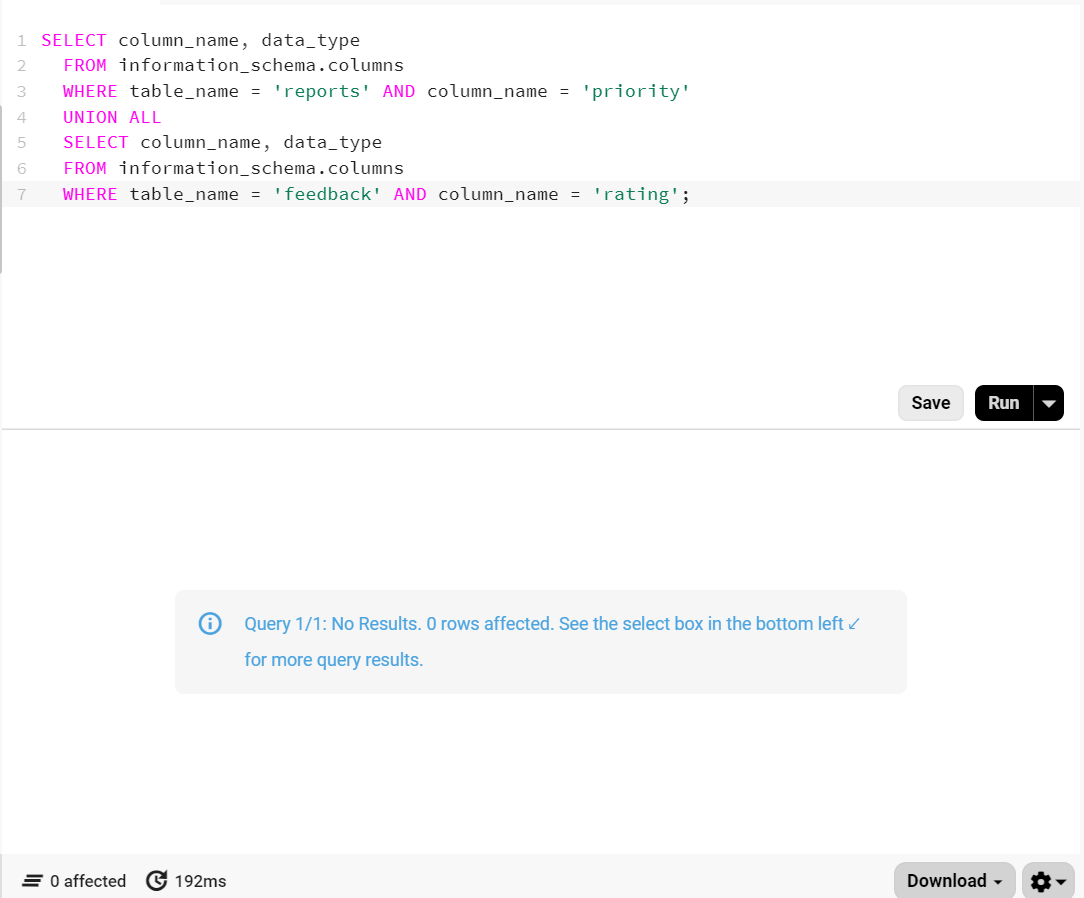 1 SELECT column_name, data_type
2 FROM information_schema.columns
3 WHERE table_name = 'reports' AND column_name = 'priority'
4 UNION ALL
5 SELECT column_name, data_type
6 FROM information_schema.columns
7 WHERE table_name = 'feedback' AND column_name = 'rating';
Save Run
Query 1/1: No Results. 0 rows affected. See the select box in the bottom left ↙
for more query results.
0 affected 192ms Download